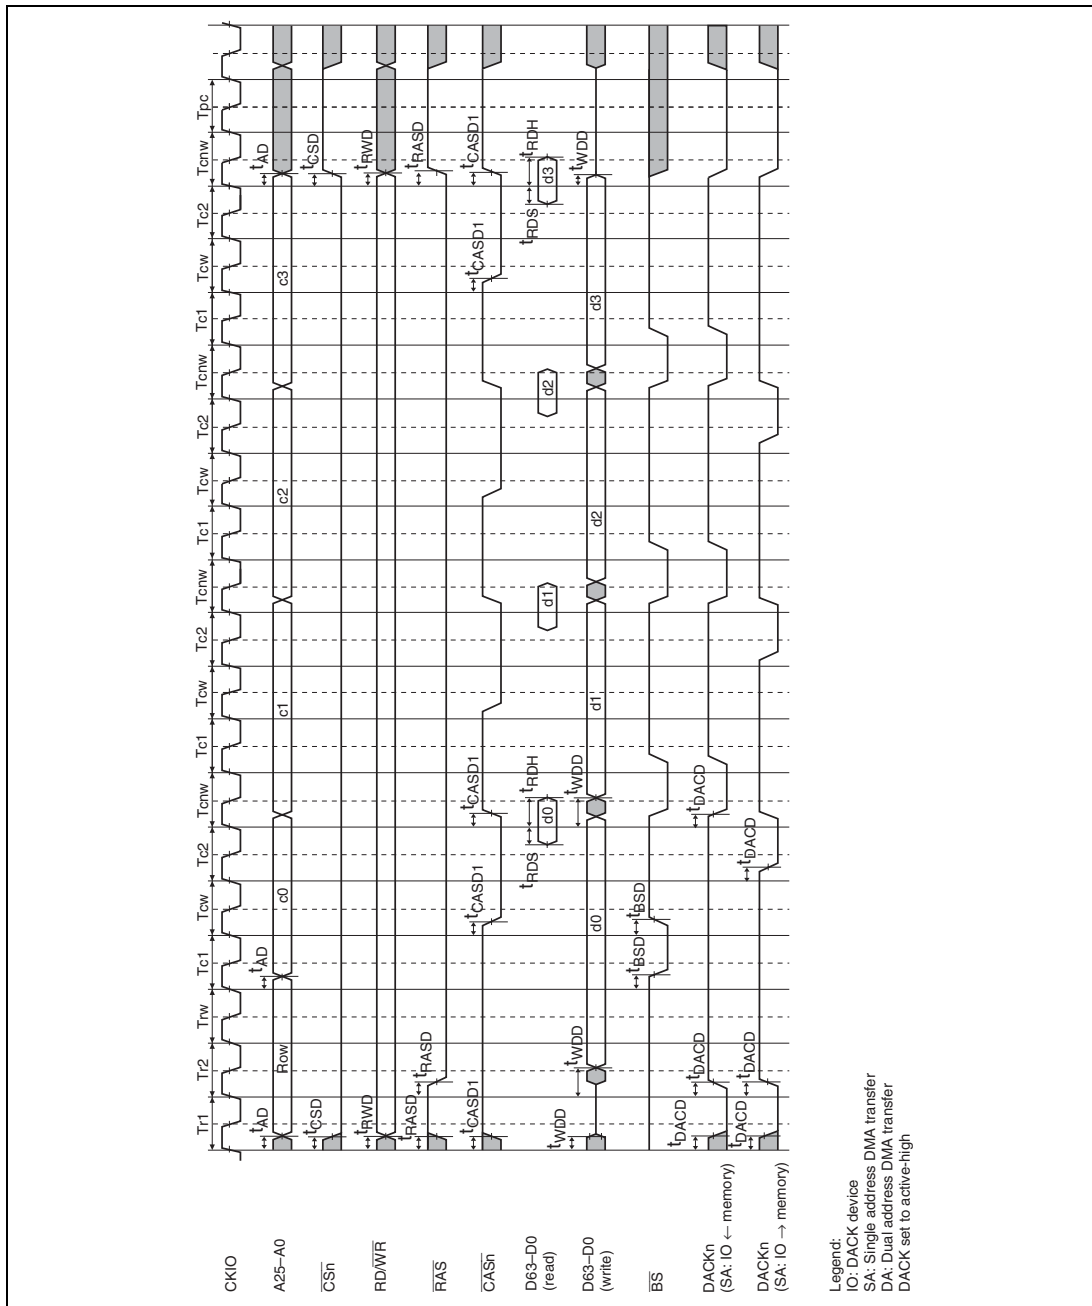 Tr1 Tr2 Trw Tc1 Tcw Tc2 Tcnw Tc1 Tcw Tc2 Tcnw Tc1 Tcw Tc2 Tcnw Tc1 Tcw Tc2 Tcnw Tpc
CKIO
tAD tAD tAD
A25–A0 Row c0 c1 c2 c3
tCSD tCSD
CSn
tRWD tRWD
RD/WR
tRASD tRASD tRASD
RAS
tCASD1 tCASD1 tCASD1 tCASD1 tCASD1
CASn
tRDS tRDH tRDS tRDH
D63–D0
(read)
d0 d1 d2 d3
tWDD tWDD tWDD tWDD
D63–D0
(write)
d0 d1 d2 d3
tBSD tBSD
BS
tDACD tDACD tDACD
DACKn
(SA: IO ← memory)
tDACD tDACD tDACD
DACKn
(SA: IO → memory)
Legend:
IO: DACK device
SA: Single address DMA transfer
DA: Dual address DMA transfer
DACK set to active-high